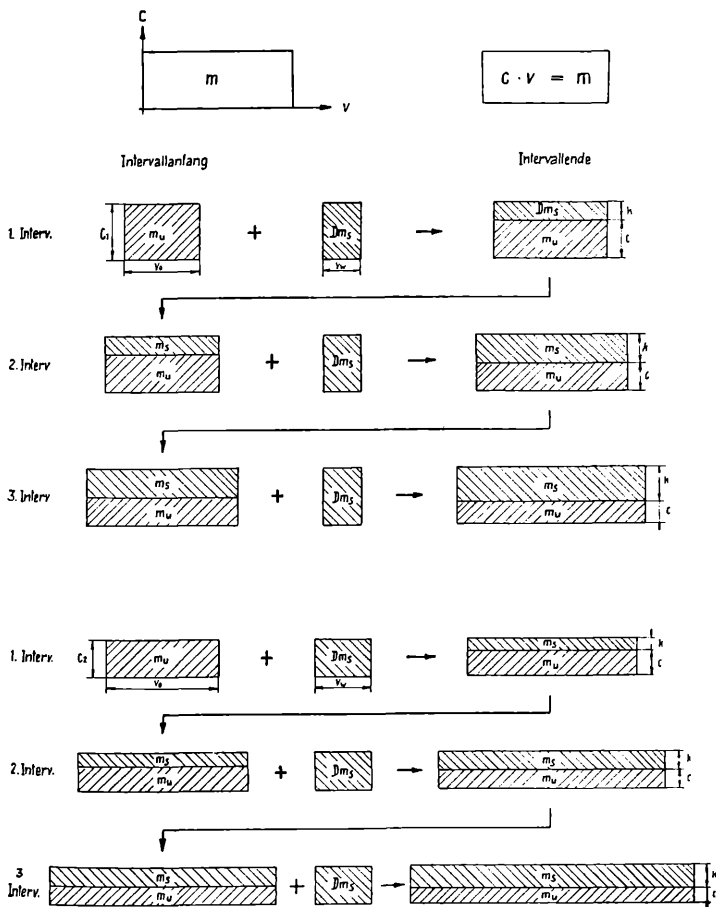 C
m
v
C · V = m
Intervallanfang
Intervallende
1. Interv.
C1
mu
v0
+
Dms
vw
Dms
mu
k
c
2. Interv
ms
mu
+
Dms
ms
mu
k
c
3. Interv
ms
mu
+
Dms
ms
mu
k
c
1. Interv.
C2
mu
v0
+
Dms
vw
ms
mu
k
c
2. Interv.
ms
mu
+
Dms
ms
mu
k
c
3
Interv.
ms
mu
+
Dms
ms
mu
k
c